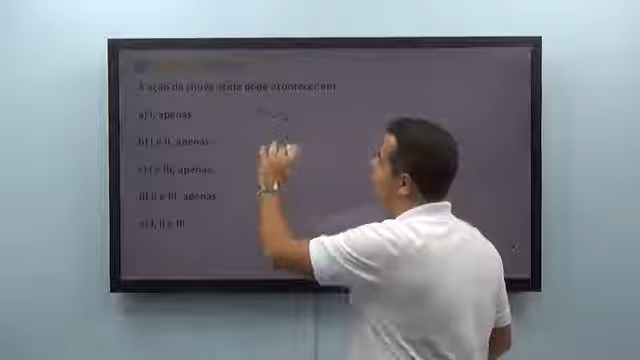 A ação da chuva ácida pode acontecer em
a) I, apenas
b) I e II, apenas
c) I e III, apenas
d) II e III, apenas
e) I, II e III